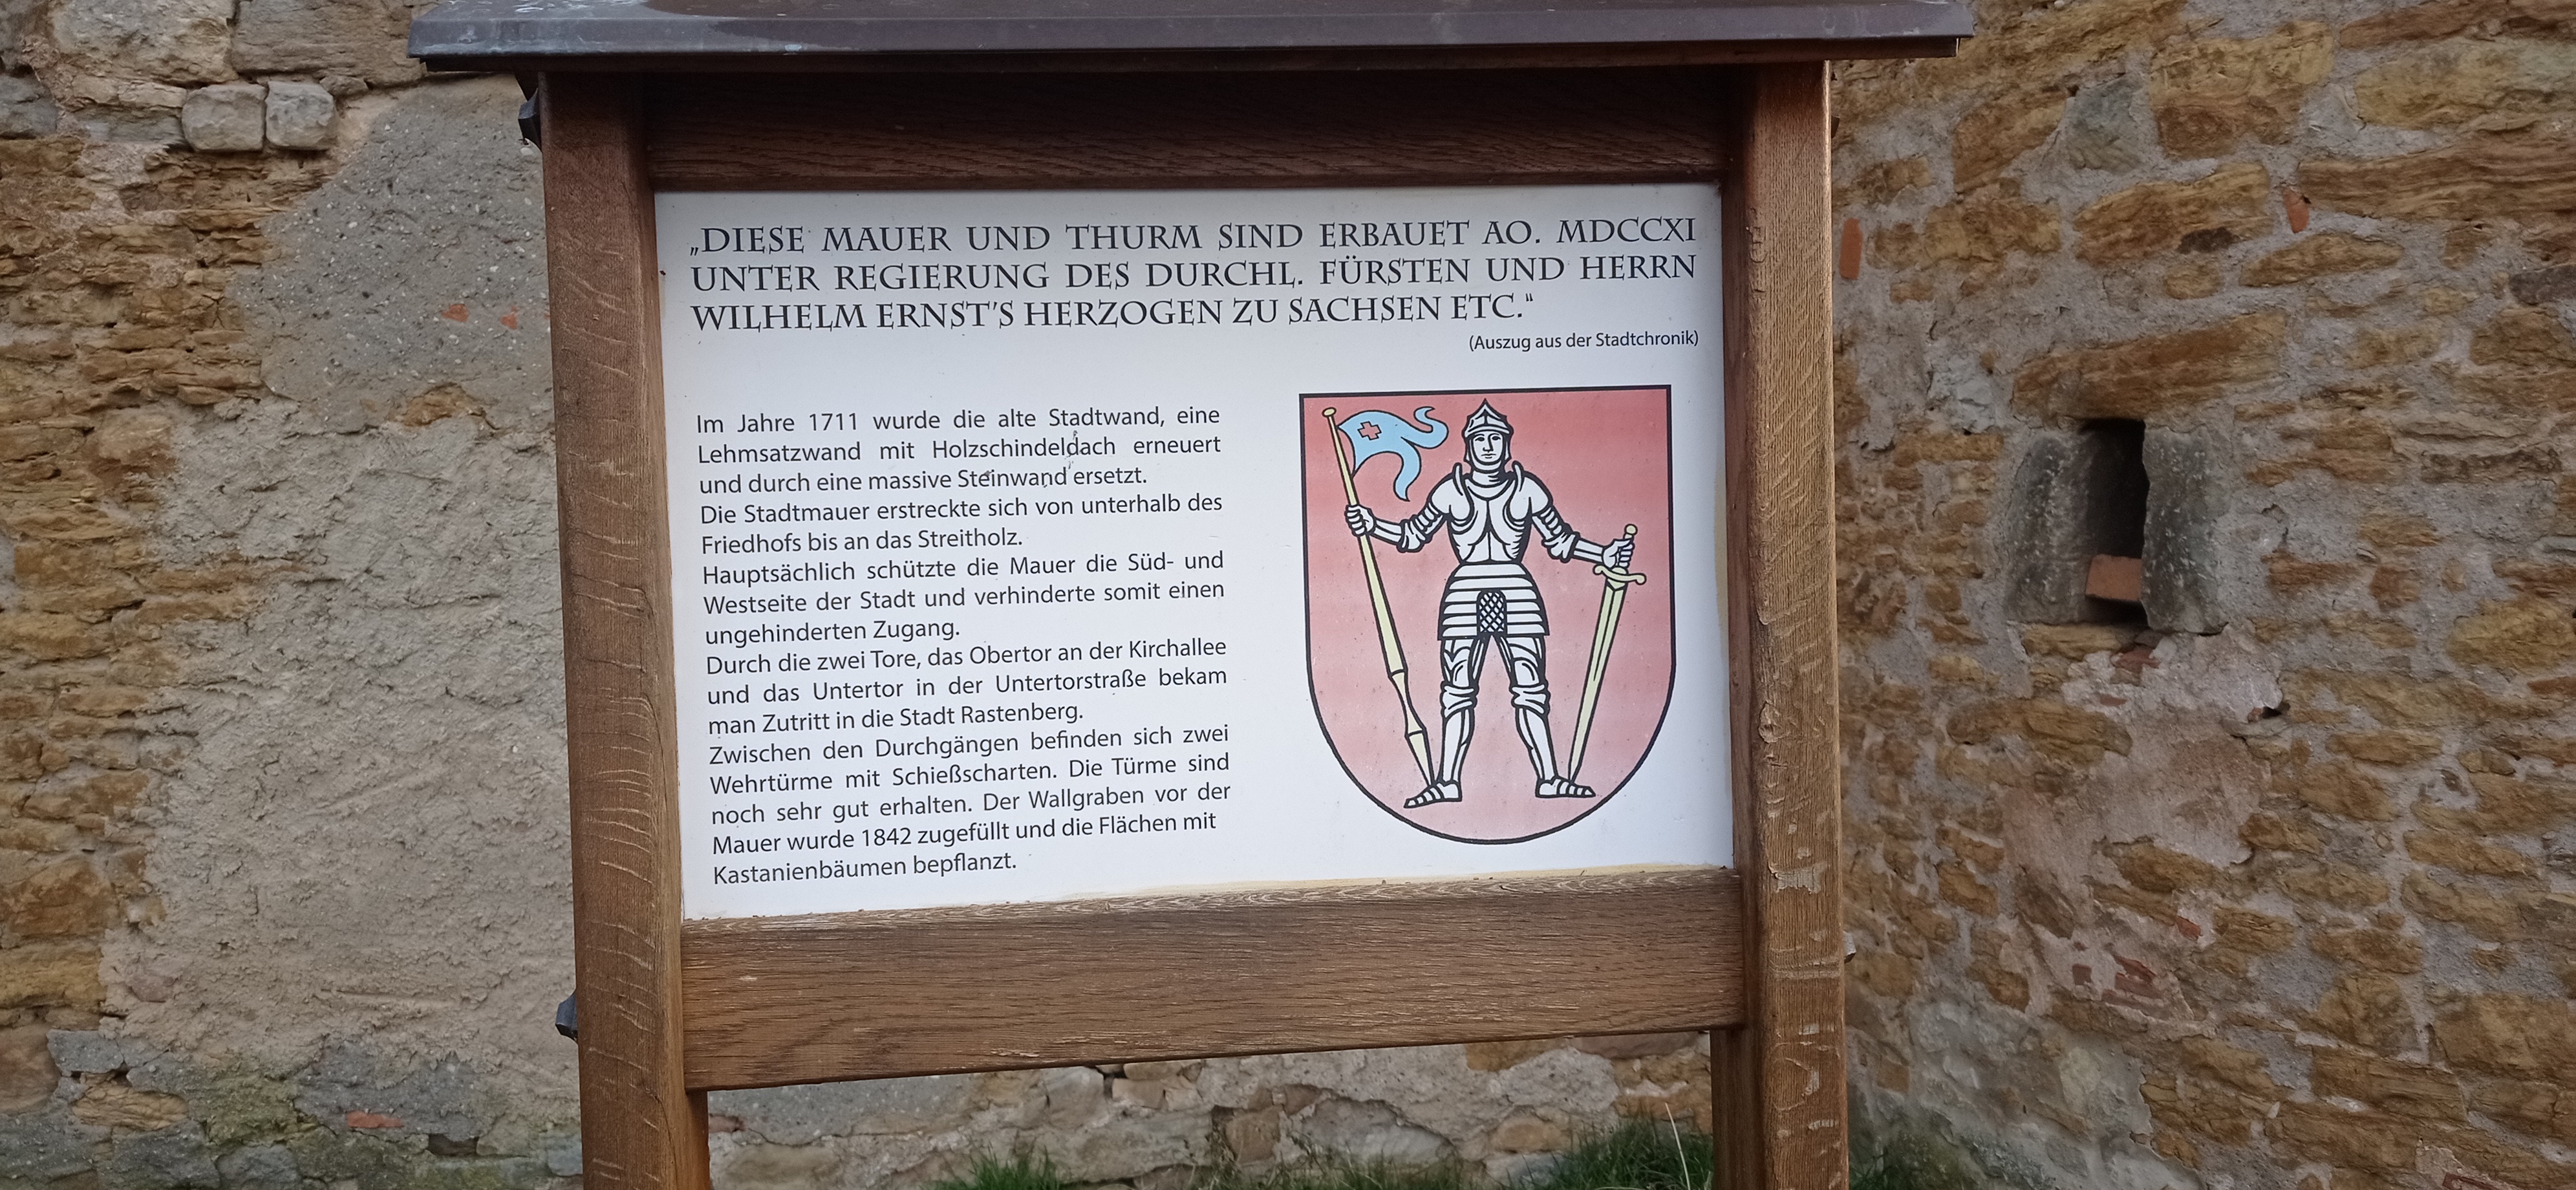 „DIESE MAUER UND THURM SIND ERBAUET AO. MDCCXI
UNTER REGIERUNG DES DURCHL. FÜRSTEN UND HERRN
WILHELM ERNST'S HERZOGEN ZU SACHSEN ETC.“
(Auszug aus der Stadtchronik)
Im Jahre 1711 wurde die alte Stadtwand, eine
Lehmsatzwand mit Holzschindeldach erneuert
und durch eine massive Steinwand ersetzt.
Die Stadtmauer erstreckte sich von unterhalb des
Friedhofs bis an das Streitholz.
Hauptsächlich schützte die Mauer die Süd- und
Westseite der Stadt und verhinderte somit einen
ungehinderten Zugang.
Durch die zwei Tore, das Obertor an der Kirchallee
und das Untertor in der Untertorstraße bekam
man Zutritt in die Stadt Rastenberg.
Zwischen den Durchgängen befinden sich zwei
Wehrtürme mit Schießscharten. Die Türme sind
noch sehr gut erhalten. Der Wallgraben vor der
Mauer wurde 1842 zugefüllt und die Flächen mit
Kastanienbäumen bepflanzt.